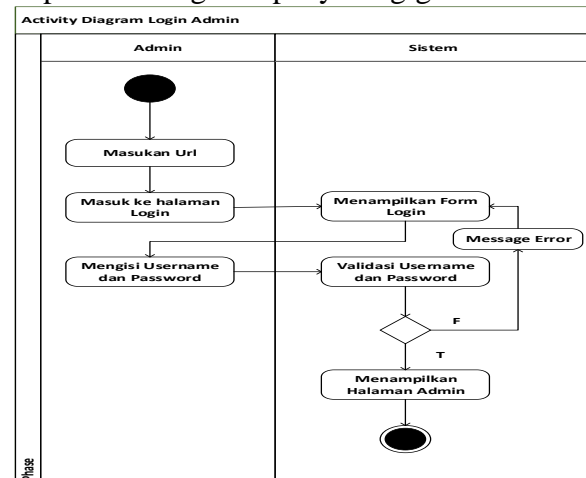 Activity Diagram Login Admin
Admin
Sistem
Masukan Url
Masuk ke halaman
Login
Menampilkan Form
Login
Message Error
Mengisi Username
dan Password
Validasi Username
dan Password
F
T
Menampilkan
Halaman Admin
Phase